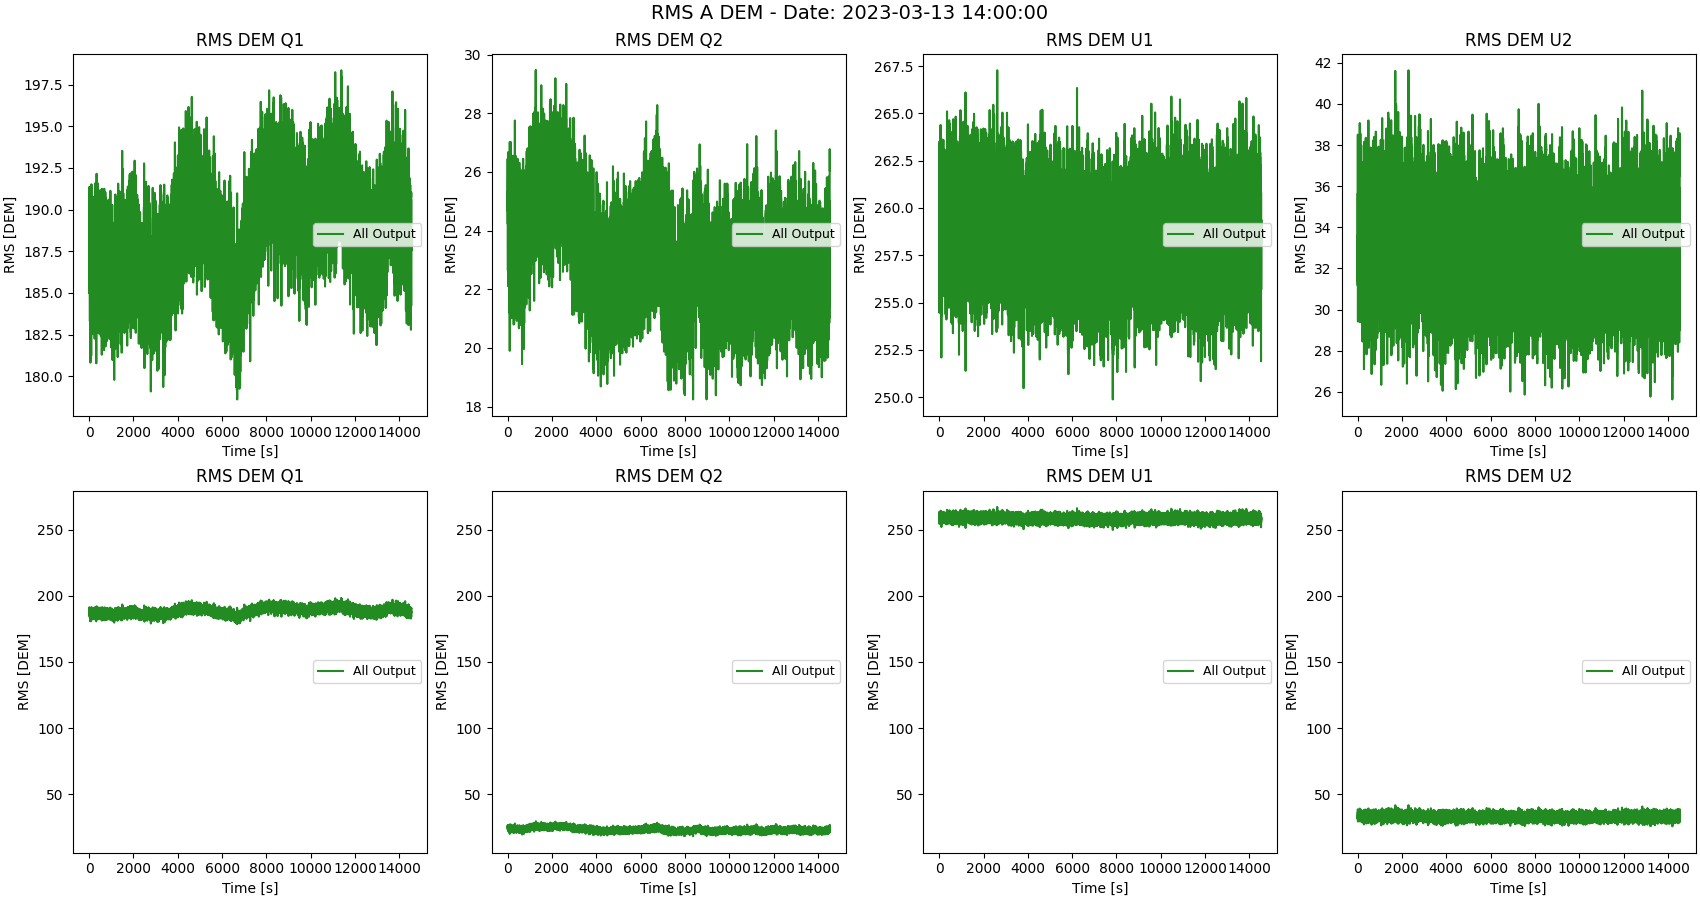 RMS A DEM - Date: 2023-03-13 14:00:00
RMS DEM Q1
RMS [DEM]
197.5
195.0
192.5
190.0
187.5
185.0
182.5
180.0
All Output
0 2000 4000 6000 8000 10000 12000 14000
Time [s]
RMS DEM Q2
RMS [DEM]
30
28
26
24
22
20
18
All Output
0 2000 4000 6000 8000 10000 12000 14000
Time [s]
RMS DEM U1
RMS [DEM]
267.5
265.0
262.5
260.0
257.5
255.0
252.5
250.0
All Output
0 2000 4000 6000 8000 10000 12000 14000
Time [s]
RMS DEM U2
RMS [DEM]
42
40
38
36
34
32
30
28
26
All Output
0 2000 4000 6000 8000 10000 12000 14000
Time [s]
RMS DEM Q1
RMS [DEM]
250
200
150
100
50
All Output
0 2000 4000 6000 8000 10000 12000 14000
Time [s]
RMS DEM Q2
RMS [DEM]
250
200
150
100
50
All Output
0 2000 4000 6000 8000 10000 12000 14000
Time [s]
RMS DEM U1
RMS [DEM]
250
200
150
100
50
All Output
0 2000 4000 6000 8000 10000 12000 14000
Time [s]
RMS DEM U2
RMS [DEM]
250
200
150
100
50
All Output
0 2000 4000 6000 8000 10000 12000 14000
Time [s]